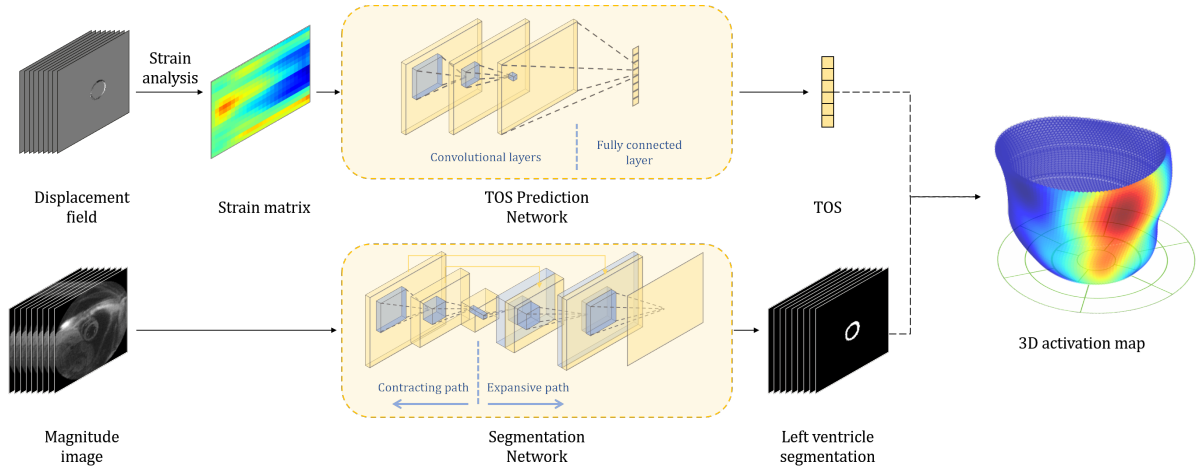 Strain
analysis
Convolutional layers
Fully connected
layer
Displacement
field
Strain matrix
TOS Prediction
Network
TOS
3D activation map
Contracting path
Expansive path
Magnitude
image
Segmentation
Network
Left ventricle
segmentation